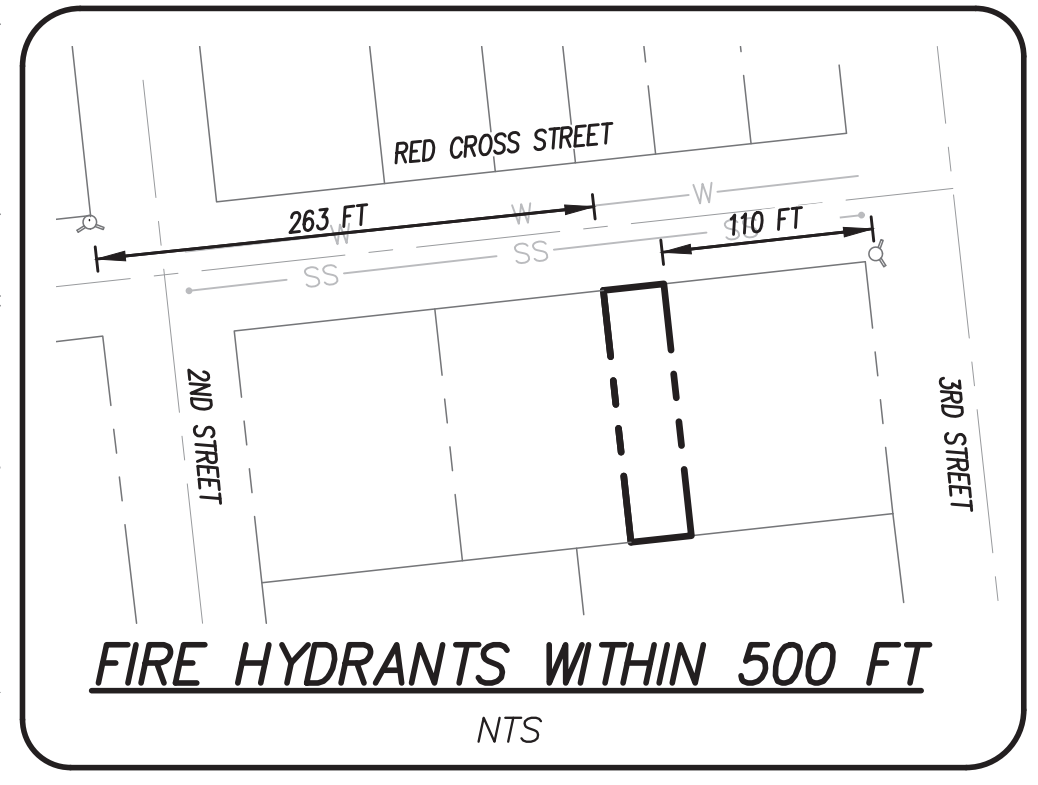 RED CROSS STREET
W
263 FT
W
W
110 FT
SS
SS
SS
2ND STREET
3RD STREET
FIRE HYDRANTS WITHIN 500 FT
NTS